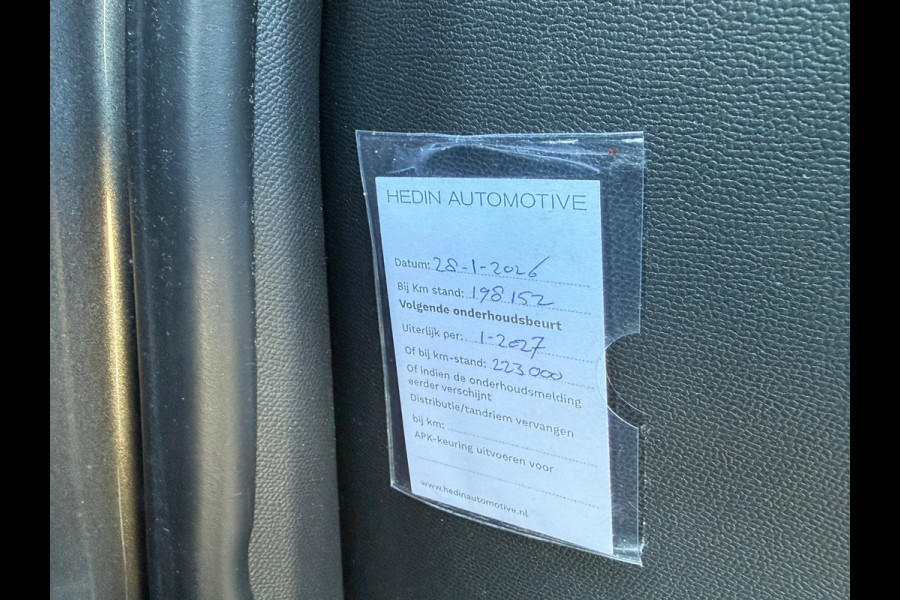 HEDIN AUTOMOTIVE
Datum: 28-1-2026
Bij Km stand: 198152
Volgende onderhoudsbeurt
Uiterlijk per: 1-2027
Of bij km-stand: 223000
Of indien de onderhoudsmelding
eerder verschijnt
Distributie/tandriem vervangen
bij km:
APK-keuring uitvoeren voor
www.hedinautomotive.nl